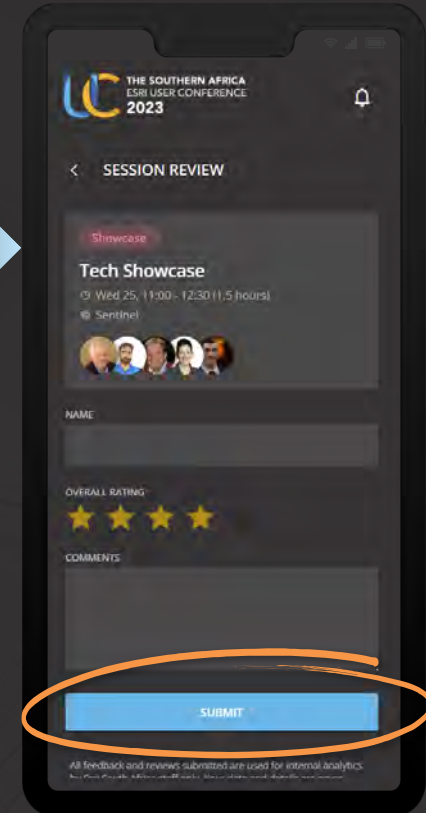 UC THE SOUTHERN AFRICA
ESRI USER CONFERENCE
2023
< SESSION REVIEW
Showcase
Tech Showcase
Wed 25, 11:00 - 12:30 (1,5 hours)
Sentinel
NAME
OVERALL RATING
COMMENTS
SUBMIT
All feedback and reviews submitted are used for internal analytics